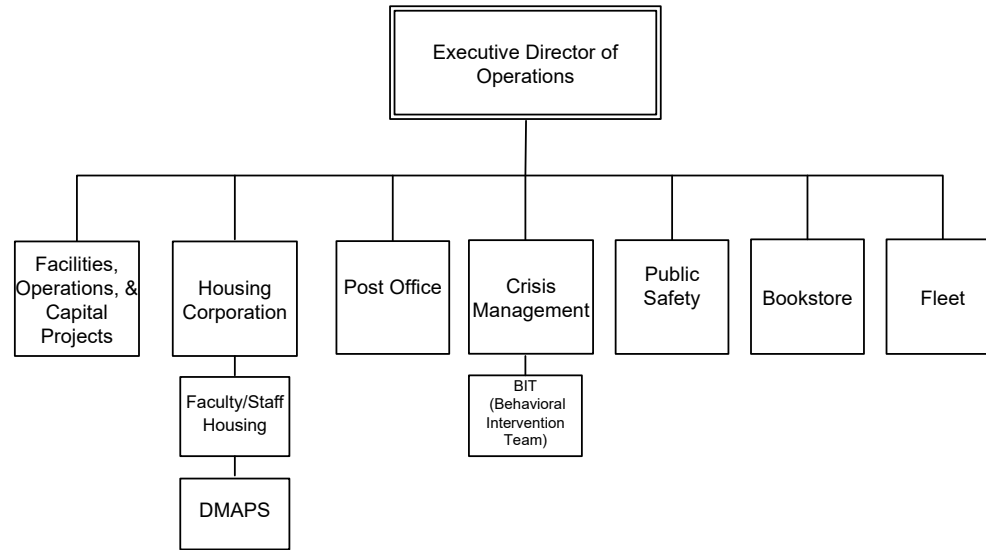 Executive Director of
Operations
Facilities,
Operations, &
Capital
Projects
Housing
Corporation
Post Office
Crisis
Management
Public
Safety
Bookstore
Fleet
Faculty/Staff
Housing
BIT
(Behavioral
Intervention
Team)
DMAPS